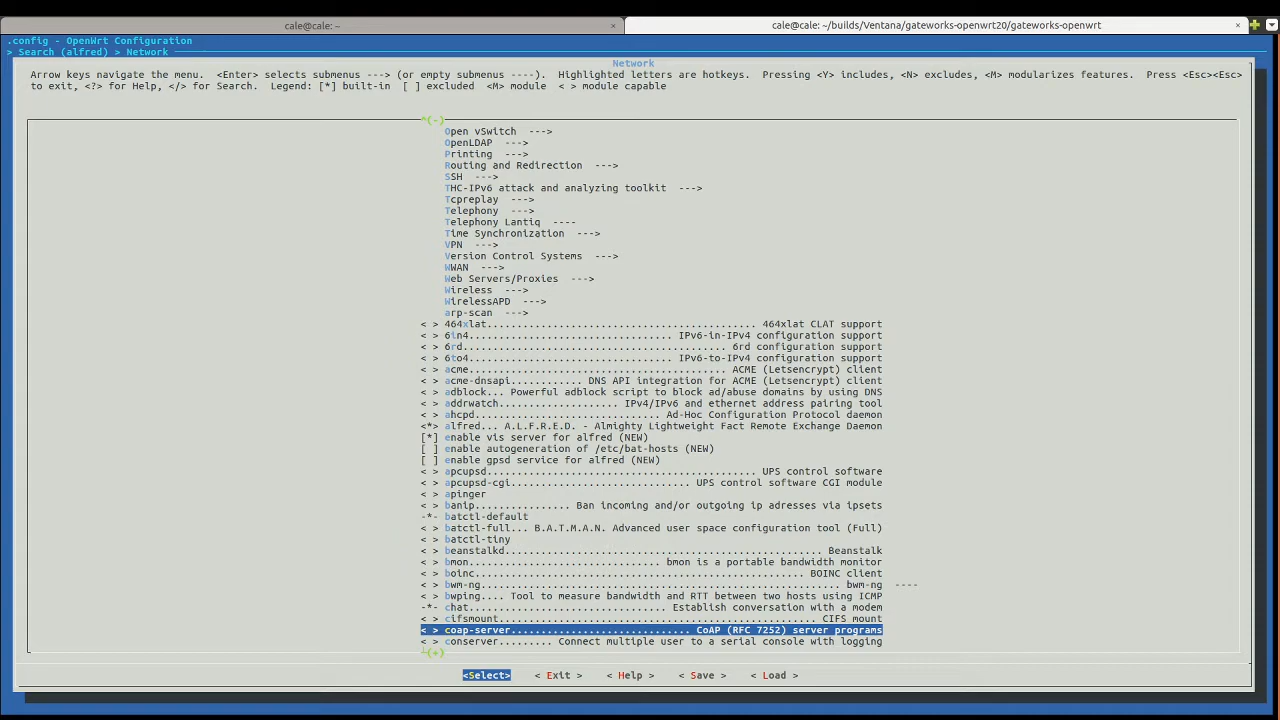 cale@cale: ~
cale@cale: ~/builds/Ventana/gateworks-openwrt20/gateworks-openwrt
.config - OpenWrt Configuration
> Search (alfred) > Network
Network
Arrow keys navigate the menu.  <Enter> selects submenus ---> (or empty submenus ----).  Highlighted letters are hotkeys.  Pressing <Y> includes, <N> excludes, <M> modularizes features.  Press <Esc><Esc>
to exit, <?> for Help, </> for Search.  Legend: [*] built-in  [ ] excluded  <M> module  < > module capable
^(-)
Open vSwitch  --->
OpenLDAP  --->
Printing  --->
Routing and Redirection  --->
SSH  --->
THC-IPv6 attack and analyzing toolkit  --->
Tcpreplay  --->
Telephony  --->
Telephony Lantiq  ----
Time Synchronization  --->
VPN  --->
Version Control Systems  --->
WAN  --->
Web Servers/Proxies  --->
Wireless  --->
WirelessAPD  --->
arp-scan  --->
< > 464xlat............................................. 464xlat CLAT support
< > 6in4.................................. IPv6-in-IPv4 configuration support
< > 6rd............................................ 6rd configuration support
< > 6to4.................................. IPv6-to-IPv4 configuration support
< > acme............................................ ACME (Letsencrypt) client
< > acme-dnsapi............ DNS API integration for ACME (Letsencrypt) client
< > adblock... Powerful adblock script to block ad/abuse domains by using DNS
< > addrwatch.................... IPv4/IPv6 and ethernet address pairing tool
< > ahcpd................................ Ad-Hoc Configuration Protocol daemon
<*> alfred... A.L.F.R.E.D. - Almighty Lightweight Fact Remote Exchange Daemon
[*] enable vis server for alfred (NEW)
[ ] enable autogeneration of /etc/bat-hosts (NEW)
[ ] enable gpsd service for alfred (NEW)
< > apcupsd............................................. UPS control software
< > apcupsd-cgi.............................. UPS control software CGI module
< > apinger
< > banip................ Ban incoming and/or outgoing ip adresses via ipsets
-*- batctl-default
< > batctl-full... B.A.T.M.A.N. Advanced user space configuration tool (Full)
< > batctl-tiny
< > beanstalkd..................................................... Beanstalk
< > bmon................................ bmon is a portable bandwidth monitor
< > boinc........................................................ BOINC client
< > bwm-ng............................................................ bwm-ng  ----
< > bwping.... Tool to measure bandwidth and RTT between two hosts using ICMP
-*- chat................................. Establish conversation with a modem
< > cifsmount..................................................... CIFS mount
< > coap-server.............................. CoAP (RFC 7252) server programs
< > conserver......... Connect multiple user to a serial console with logging
┴(+)
<Select>    < Exit >    < Help >    < Save >    < Load >